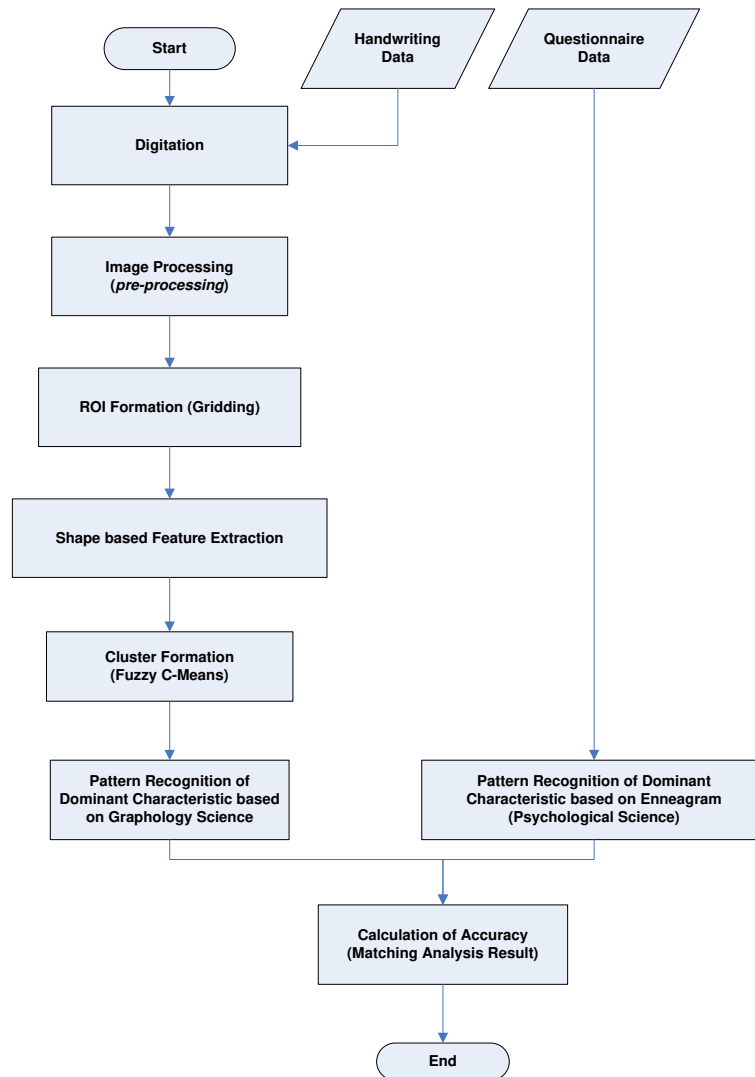 Start
Handwriting
Data
Questionnaire
Data
Digitation
Image Processing
(pre-processing)
ROI Formation (Gridding)
Shape based Feature Extraction
Cluster Formation
(Fuzzy C-Means)
Pattern Recognition of
Dominant Characteristic based
on Graphology Science
Pattern Recognition of Dominant
Characteristic based on Enneagram
(Psychological Science)
Calculation of Accuracy
(Matching Analysis Result)
End